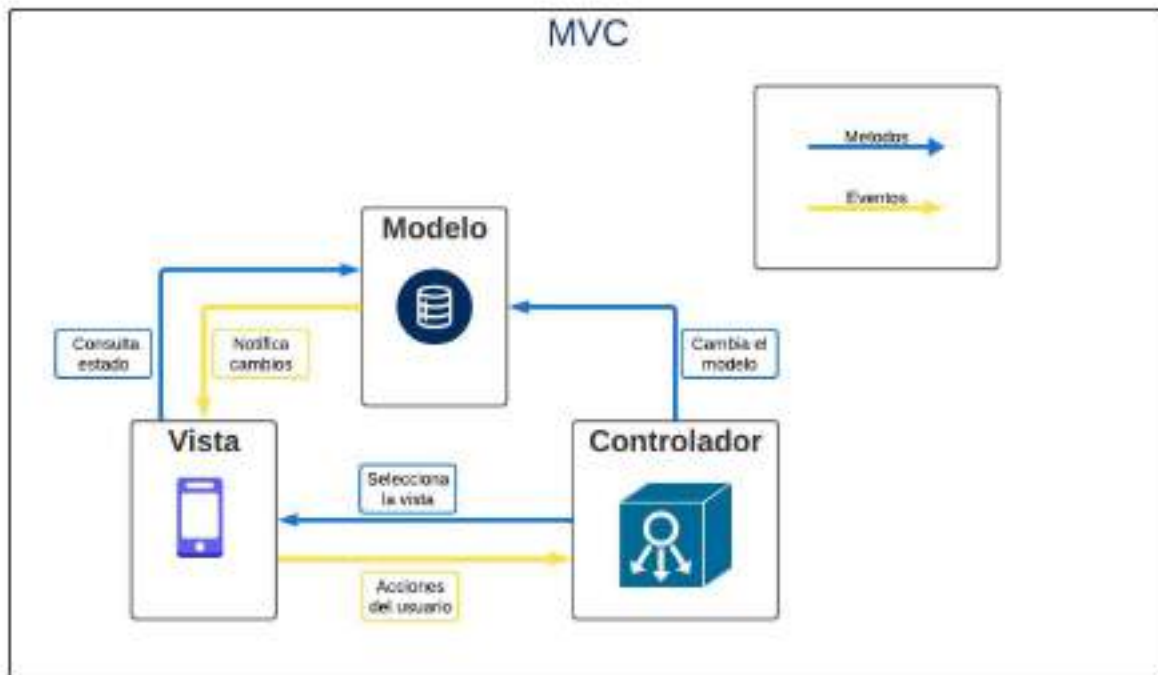 MVC
Metodos
Eventos
Modelo
Consulta
estado
Notifica
cambios
Cambia el
modelo
Vista
Controlador
Selecciona
la vista
Acciones
del usuario